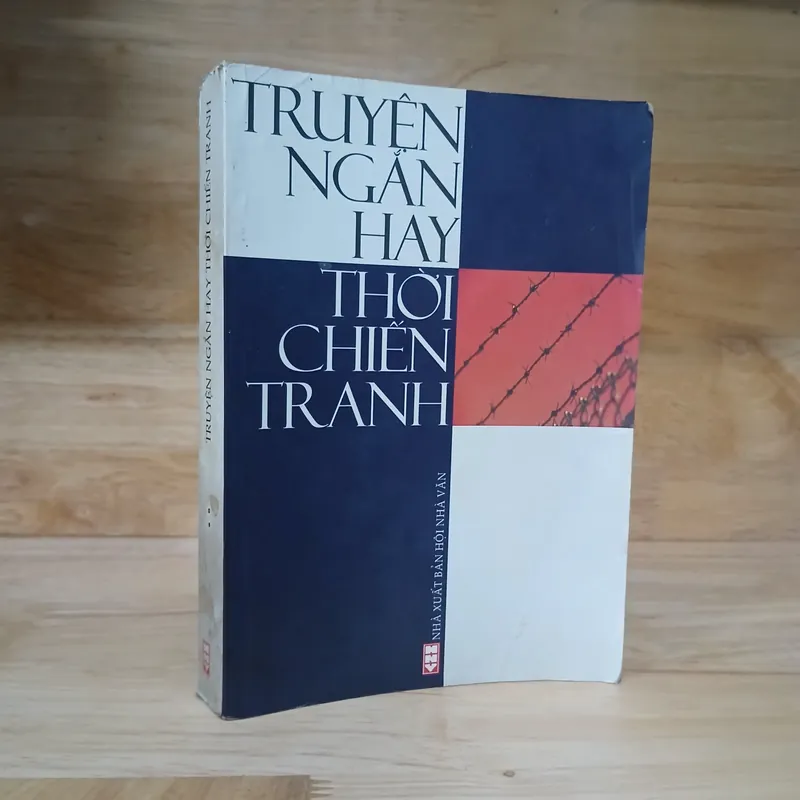 TRUYỆN
NGẮN
HAY
THỜI
CHIẾN
TRANH
NHÀ XUẤT BẢN HỘI NHÀ VĂN
TRUYỆN NGẮN HAY THỜI CHIẾN TRANH